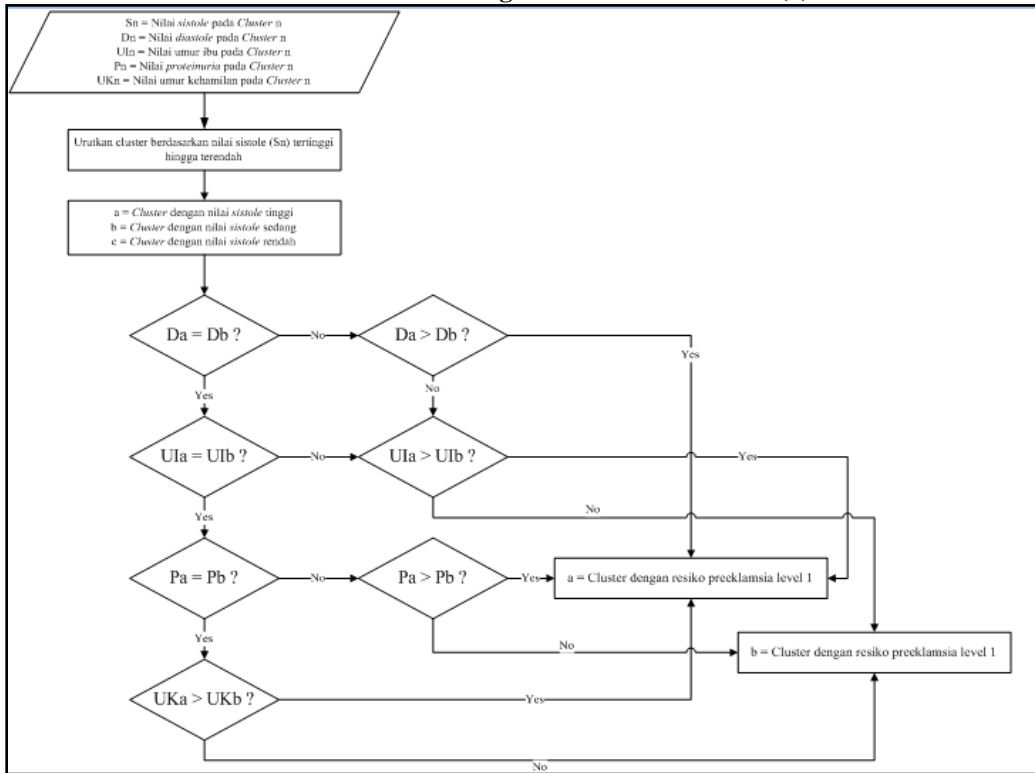 Sn = Nilai sistole pada Cluster n
Dn = Nilai diastole pada Cluster n
UIn = Nilai umur ibu pada Cluster n
Pn = Nilai proteinuria pada Cluster n
UKn = Nilai umur kehamilan pada Cluster n
Urutkan cluster berdasarkan nilai sistole (Sn) tertinggi
hingga terendah
a = Cluster dengan nilai sistole tinggi
b = Cluster dengan nilai sistole sedang
c = Cluster dengan nilai sistole rendah
Da = Db ?
No
Da > Db ?
Yes
Yes
No
UIa = UIb ?
No
UIa > UIb ?
Yes
No
Yes
Pa = Pb ?
No
Pa > Pb ?
Yes
a = Cluster dengan resiko preeklamsia level 1
Yes
No
b = Cluster dengan resiko preeklamsia level 1
UKa > UKb ?
Yes
No